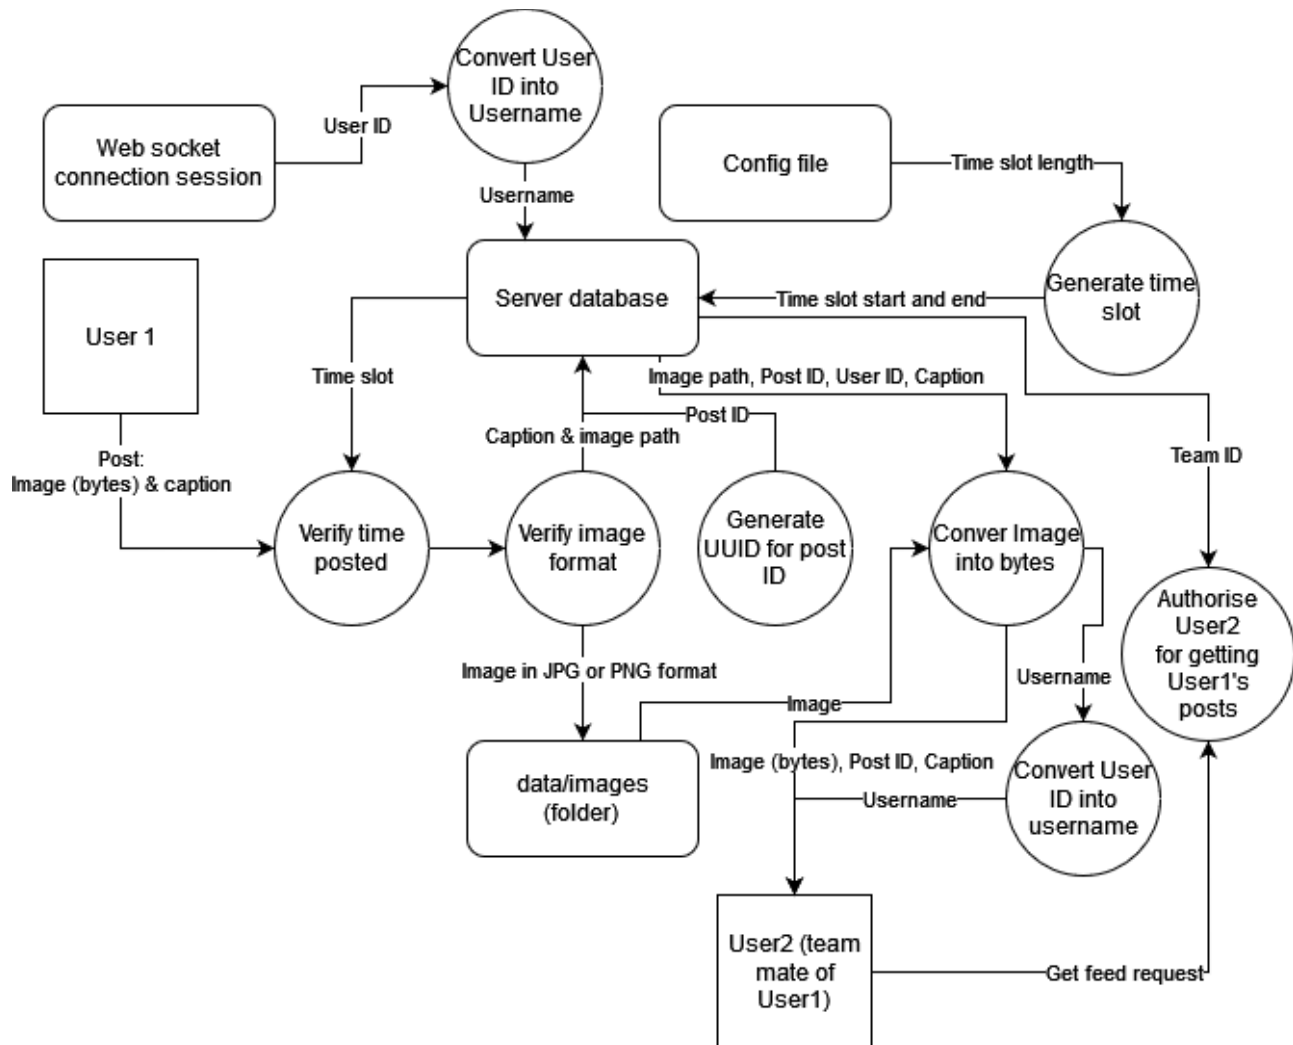 Convert User
ID into
Username
User ID
Web socket
connection session
Config file
Time slot length
Username
User 1
Server database
Time slot start and end
Generate time
slot
Time slot
Image path, Post ID, User ID, Caption
Post ID
Caption & image path
Post:
Image (bytes) & caption
Team ID
Verify time
posted
Verify image
format
Generate
UUID for post
ID
Conver Image
into bytes
Authorise
User2
for getting
User1's
posts
Image in JPG or PNG format
Username
Image
data/images
(folder)
Image (bytes), Post ID, Caption
Username
Convert User
ID into
username
User2 (team
mate of
User1)
Get feed request